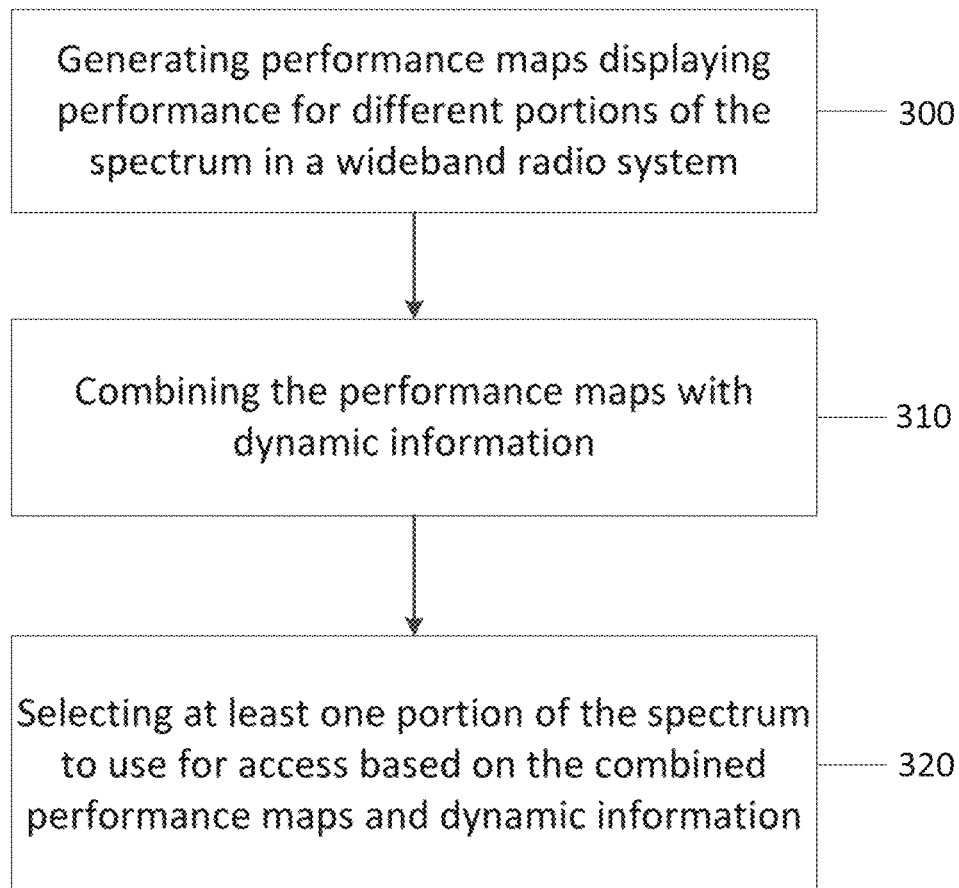 Generating performance maps displaying
performance for different portions of the
spectrum in a wideband radio system
300
Combining the performance maps with
dynamic information
310
Selecting at least one portion of the spectrum
to use for access based on the combined
performance maps and dynamic information
320